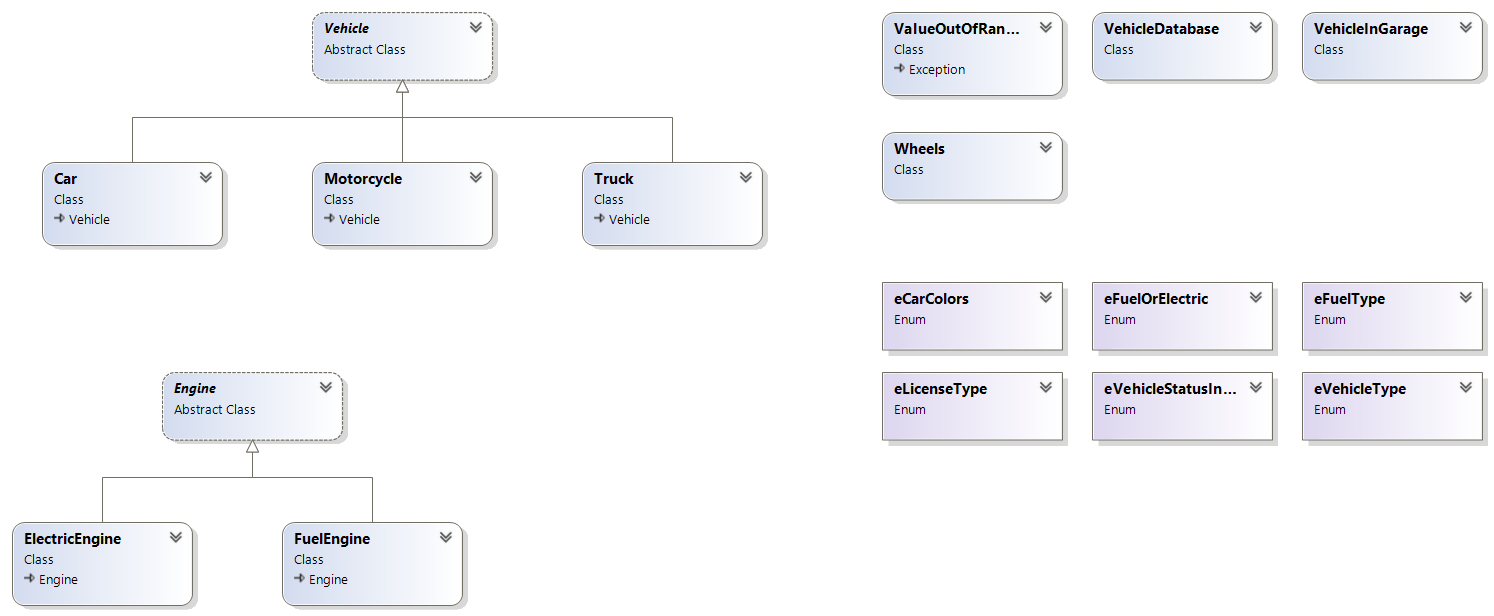 Vehicle
Abstract Class
Car
Class
Vehicle
Motorcycle
Class
Vehicle
Truck
Class
Vehicle
Engine
Abstract Class
ElectricEngine
Class
Engine
FuelEngine
Class
Engine
ValueOutOfRan...
Class
Exception
VehicleDatabase
Class
VehicleInGarage
Class
Wheels
Class
eCarColors
Enum
eFuelOrElectric
Enum
eFuelType
Enum
eLicenseType
Enum
eVehicleStatusIn...
Enum
eVehicleType
Enum